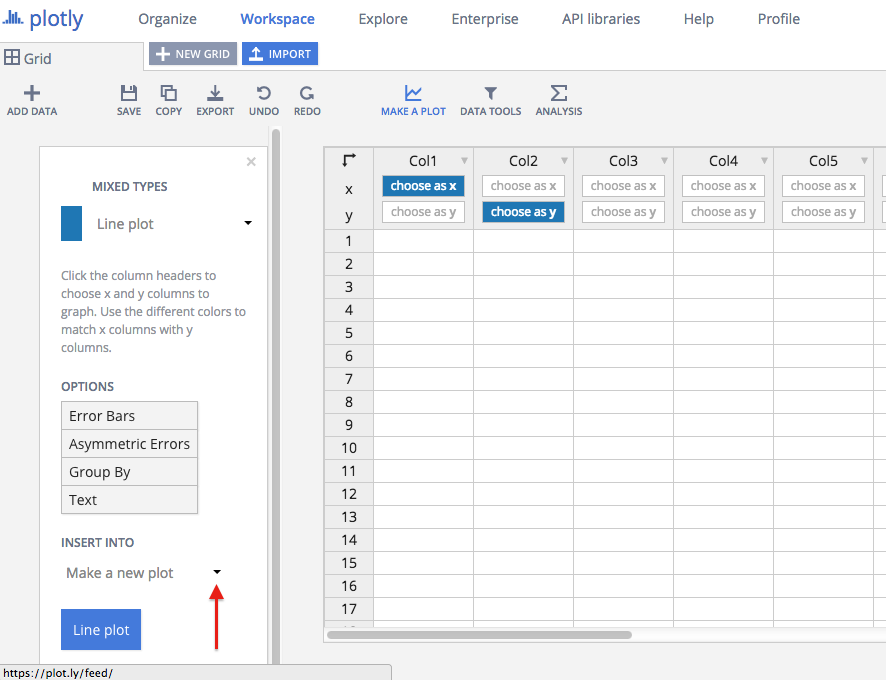 plotly
Organize Workspace Explore Enterprise API libraries Help Profile
Grid
NEW GRID
IMPORT
ADD DATA SAVE COPY EXPORT UNDO REDO MAKE A PLOT DATA TOOLS ANALYSIS
×
MIXED TYPES
Line plot
Click the column headers to
choose x and y columns to
graph. Use the different colors to
match x columns with y
columns.
OPTIONS
Error Bars
Asymmetric Errors
Group By
Text
INSERT INTO
Make a new plot
Line plot
Col1 Col2 Col3 Col4 Col5
x choose as x choose as x choose as x choose as x choose as x
y choose as y choose as y choose as y choose as y choose as y
1
2
3
4
5
6
7
8
9
10
11
12
13
14
15
16
17
https://plot.ly/feed/